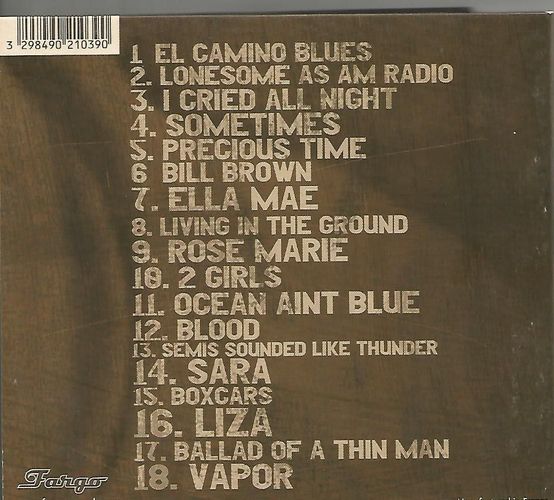 3 298490 210390
1 EL CAMINO BLUES
2. LONESOME AS AM RADIO
3. I CRIED ALL NIGHT
4. SOMETIMES
5. PRECIOUS TIME
6 BILL BROWN
7. ELLA MAE
8. LIVING IN THE GROUND
9. ROSE MARIE
10. 2 GIRLS
11. OCEAN AINT BLUE
12. BLOOD
13. SEMIS SOUNDED LIKE THUNDER
14. SARA
15. BOXCARS
16. LIZA
17. BALLAD OF A THIN MAN
18. VAPOR
Fargo